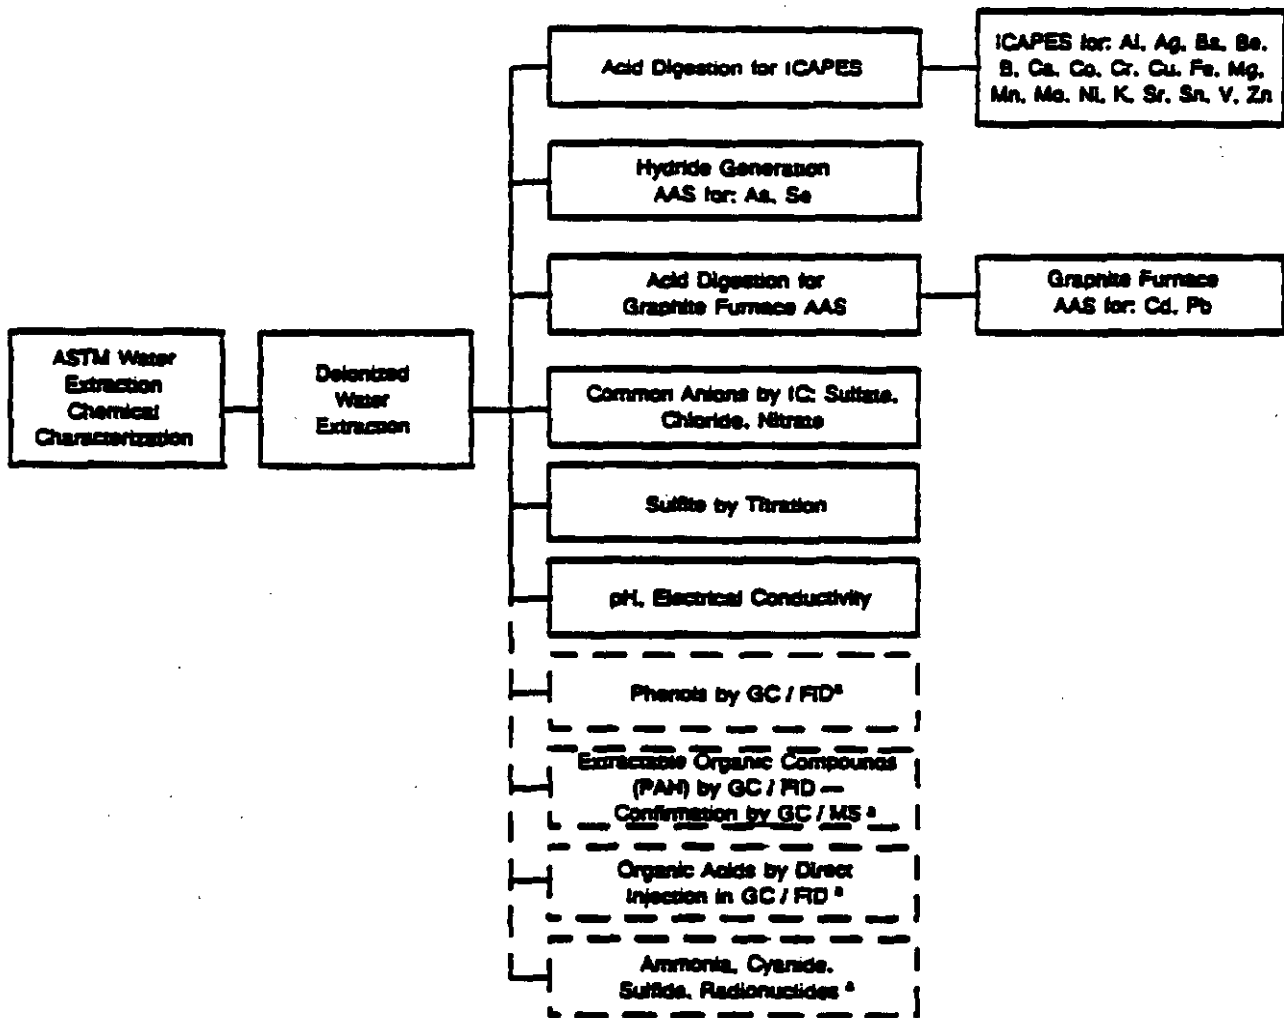 Acid Digestion for ICAPES
ICAPES for: Al, Ag, Ba, Be,
B, Ca, Co, Cr, Cu, Fe, Mg,
Mn, Mo, Ni, K, Sr, Sn, V, Zn
Hydride Generation
AAS for: As, Se
Acid Digestion for
Graphite Furnace AAS
Graphite Furnace
AAS for: Cd, Pb
ASTM Water
Extraction
Chemical
Characterization
Deionized
Water
Extraction
Common Anions by IC: Sulfate,
Chloride, Nitrate
Sulfite by Titration
pH, Electrical Conductivity
Phenols by GC / FID a
Extractable Organic Compounds
(PAH) by GC / FID —
Confirmation by GC / MS a
Organic Acids by Direct
Injection in GC / FID a
Ammonia, Cyanide,
Sulfide, Radionuclides a